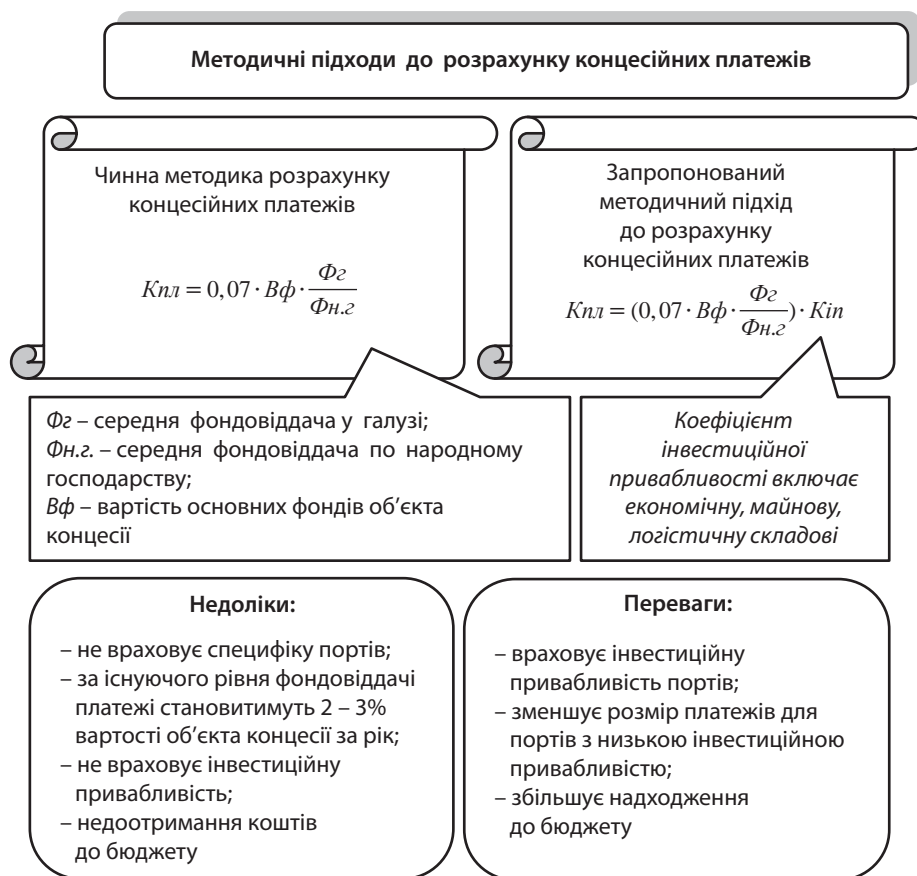 Методичні підходи до розрахунку концесійних платежів
Чинна методика розрахунку
концесійних платежів
Кпл = 0,07 · Вф · Фг / Фн.г
Запропонований
методичний підхід
до розрахунку
концесійних платежів
Кпл = (0,07 · Вф · Фг / Фн.г) · Кіп
Фг – середня фондовіддача у галузі;
Фн.г. – середня фондовіддача по народному
господарству;
Вф – вартість основних фондів об’єкта
концесії
Коефіцієнт
інвестиційної
привабливості включає
економічну, майнову,
логістичну складові
Недоліки:
– не враховує специфіку портів;
– за існуючого рівня фондовіддачі
платежі становитимуть 2 – 3%
вартості об’єкта концесії за рік;
– не враховує інвестиційну
привабливість;
– недоотримання коштів
до бюджету
Переваги:
– враховує інвестиційну
привабливість портів;
– зменшує розмір платежів для
портів з низькою інвестиційною
привабливістю;
– збільшує надходження
до бюджету